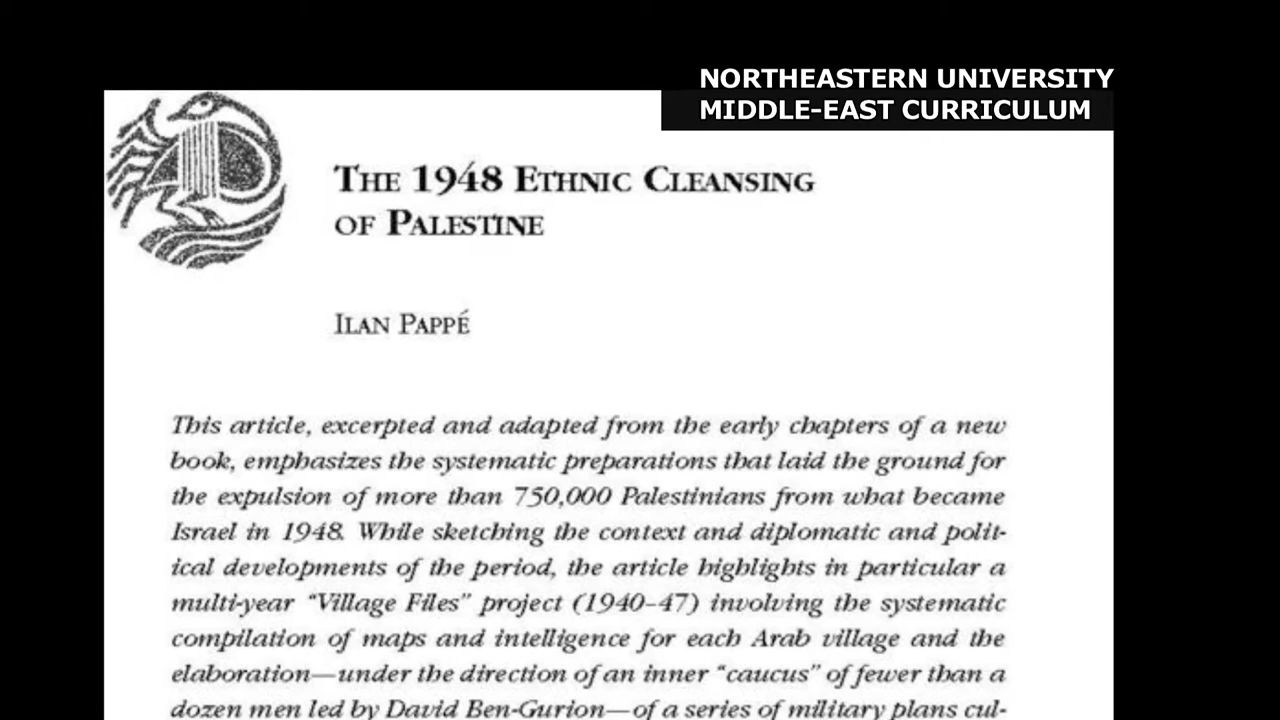 NORTHEASTERN UNIVERSITY
MIDDLE-EAST CURRICULUM
THE 1948 ETHNIC CLEANSING
OF PALESTINE
ILAN PAPPÉ
This article, excerpted and adapted from the early chapters of a new
book, emphasizes the systematic preparations that laid the ground for
the expulsion of more than 750,000 Palestinians from what became
Israel in 1948. While sketching the context and diplomatic and polit-
ical developments of the period, the article highlights in particular a
multi-year “Village Files” project (1940–47) involving the systematic
compilation of maps and intelligence for each Arab village and the
elaboration—under the direction of an inner “caucus” of fewer than a
dozen men led by David Ben-Gurion—of a series of military plans cul-